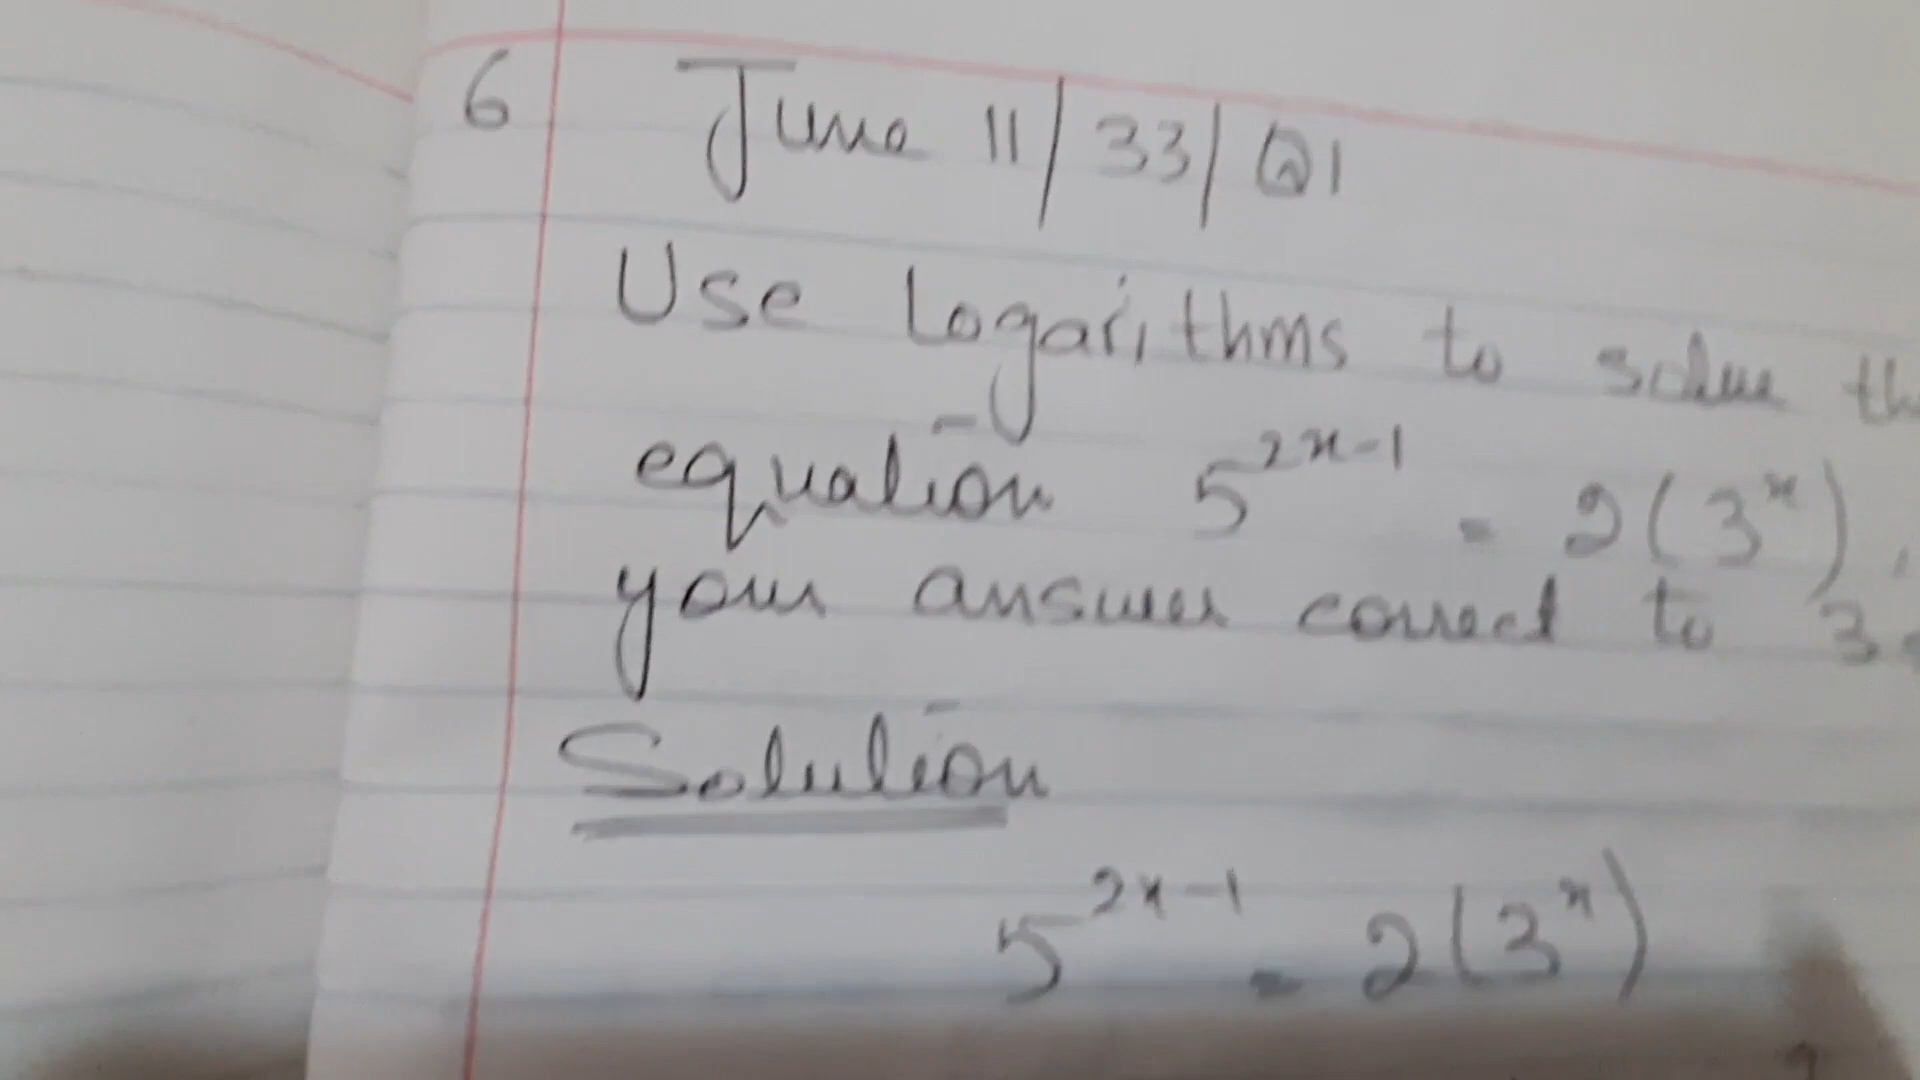 6 June 11/33/Q1
Use logarithms to solve
equation 5^{2x-1} = 2(3^x).
your answer correct to 3
Solution
5^{2x-1} = 2(3^x)